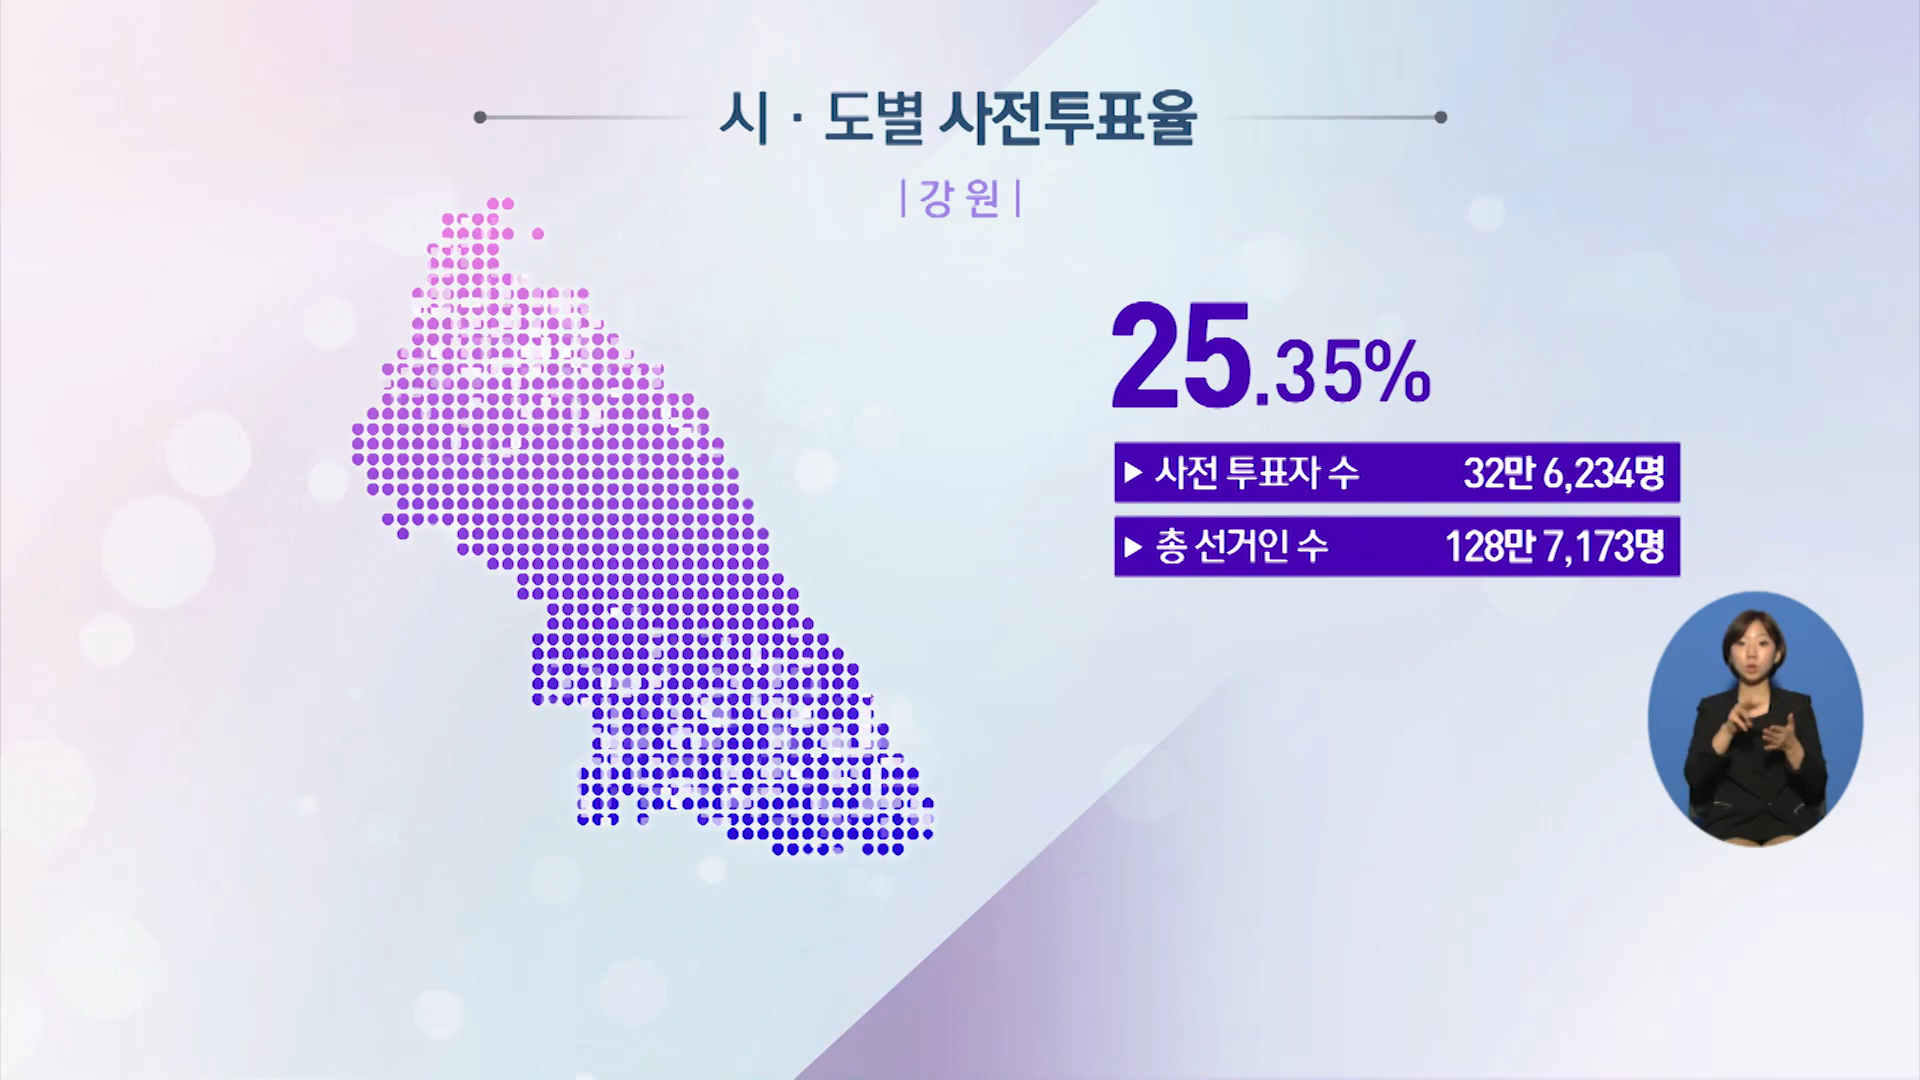 시·도별 사전투표율
| 강원 |
25.35%
▶ 사전 투표자 수 32만 6,234명
▶ 총 선거인 수 128만 7,173명